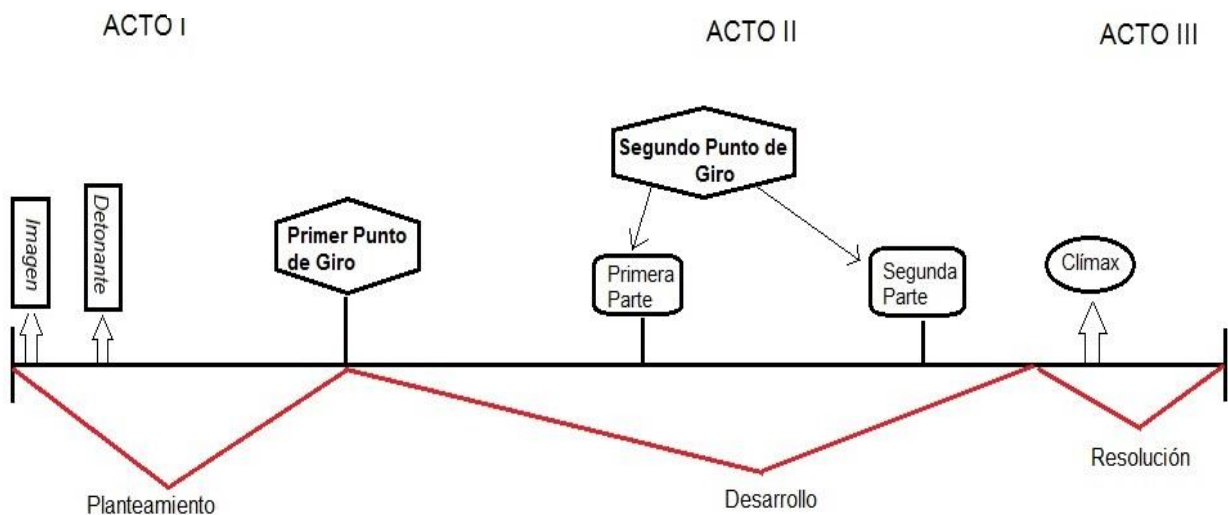 ACTO I
ACTO II
ACTO III
Imagen
Detonante
Primer Punto
de Giro
Segundo Punto de
Giro
Primera
Parte
Segunda
Parte
Clímax
Planteamiento
Desarrollo
Resolución